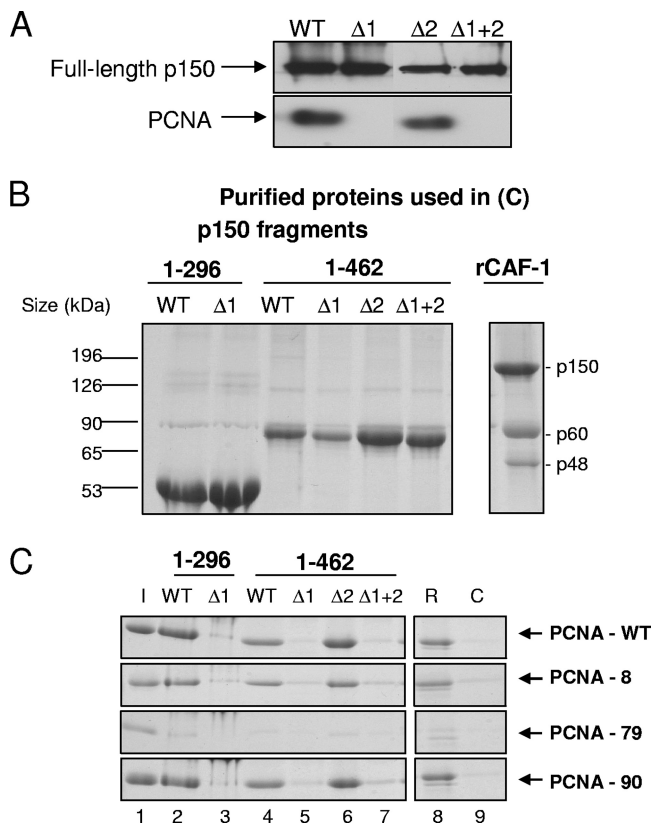 A
WT Δ1 Δ2 Δ1+2
Full-length p150
PCNA
B
Purified proteins used in (C)
p150 fragments
1-296 1-462 rCAF-1
Size (kDa) WT Δ1 WT Δ1 Δ2 Δ1+2
196
126
90
65
53
- p150
- p60
- p48
C
1-296 1-462
I WT Δ1 WT Δ1 Δ2 Δ1+2 R C
PCNA - WT
PCNA - 8
PCNA - 79
PCNA - 90
1 2 3 4 5 6 7 8 9